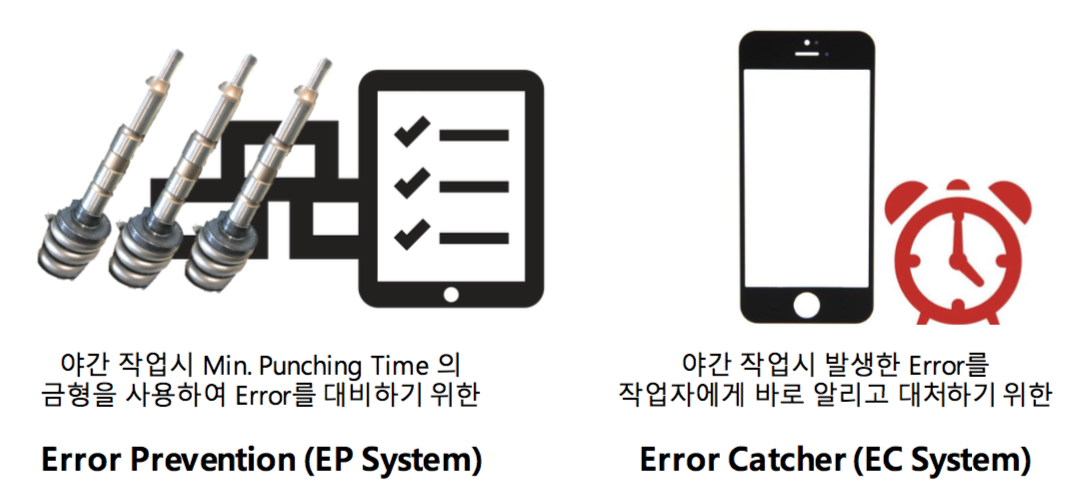 야간 작업시 Min. Punching Time 의
금형을 사용하여 Error를 대비하기 위한
Error Prevention (EP System)
야간 작업시 발생한 Error를
작업자에게 바로 알리고 대처하기 위한
Error Catcher (EC System)